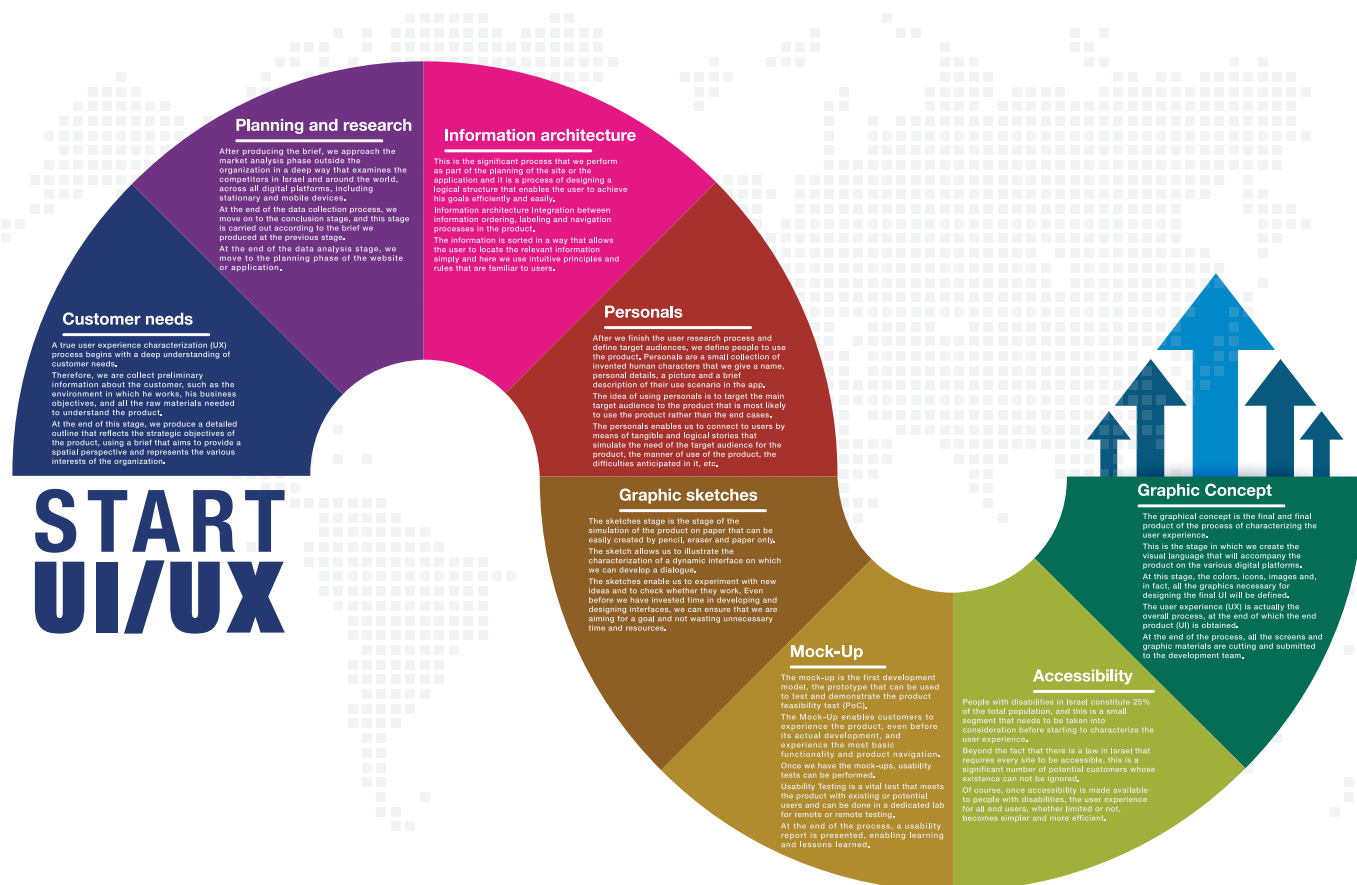 Customer needs
A true user experience characterization (UX)
process begins with a deep understanding of
customer needs.
Therefore, we are collect preliminary
information about the customer, such as the
environment in which he works, his business
objectives, and all the raw materials needed
to understand the product.
At the end of this stage, we produce a detailed
outline that reflects the strategic objectives of
the product, using a brief that aims to provide a
spatial perspective and represents the various
interests of the organization.
START
UI/UX
Planning and research
After producing the brief, we approach the
market analysis phase outside the
organization in a deep way that examines the
competitors in Israel and around the world,
across all digital platforms, including
stationary and mobile devices.
At the end of the data collection process, we
move on to the conclusion stage, and this stage
is carried out according to the brief we
produced at the previous stage.
At the end of the data analysis stage, we
move to the planning phase of the website
or application.
Information architecture
This is the significant process that we perform
as part of the planning of the site or the
application and it is a process of designing a
logical structure that enables the user to achieve
his goals efficiently and easily.
Information architecture Integration between
information ordering, labeling and navigation
processes in the product.
The information is sorted in a way that allows
the user to locate the relevant information
simply and here we use intuitive principles and
rules that are familiar to users.
Personals
After we finish the user research process and
define target audiences, we define people to use
the product. Personals are a small collection of
invented human characters that we give a name,
personal details, a picture and a brief
description of their use scenario in the app.
The idea of using personals is to target the main
target audience to the product that is most likely
to use the product rather than the end cases.
The personals enables us to connect to users by
means of tangible and logical stories that
simulate the need of the target audience for the
product, the manner of use of the product, the
difficulties anticipated in it, etc.
Graphic sketches
The sketches stage is the stage of the
simulation of the product on paper that can be
easily created by pencil, eraser and paper only.
The sketch allows us to illustrate the
characterization of a dynamic interface on which
we can develop a dialogue.
The sketches enable us to experiment with new
ideas and to check whether they work, Even
before we have invested time in developing and
designing interfaces, we can ensure that we are
aiming for a goal and not wasting unnecessary
time and resources.
Mock-Up
The mock-up is the first development
model, the prototype that can be used
to test and demonstrate the product
feasibility test (PoC).
The Mock-Up enables customers to
experience the product, even before
its actual development, and
experience the most basic
functionality and product navigation.
Once we have the mock-ups, usability
tests can be performed.
Usability Testing is a vital test that meets
the product with existing or potential
users and can be done in a dedicated lab
for remote or remote testing.
At the end of the process, a usability
report is presented, enabling learning
and lessons learned.
Accessibility
People with disabilities in Israel constitute 25%
of the total population, and this is a small
segment that needs to be taken into
consideration before starting to characterize the
user experience.
Beyond the fact that there is a law in Israel that
requires every site to be accessible, this is a
significant number of potential customers whose
existence can not be ignored.
Of course, once accessibility is made available
to people with disabilities, the user experience
for all end users, whether limited or not,
becomes simpler and more efficient.
Graphic Concept
The graphical concept is the final and final
product of the process of characterizing the
user experience.
This is the stage in which we create the
visual language that will accompany the
product on the various digital platforms.
At this stage, the colors, icons, images and,
in fact, all the graphics necessary for
designing the final UI will be defined.
The user experience (UX) is actually the
overall process, at the end of which the end
product (UI) is obtained.
At the end of the process, all the screens and
graphic materials are cutting and submitted
to the development team.